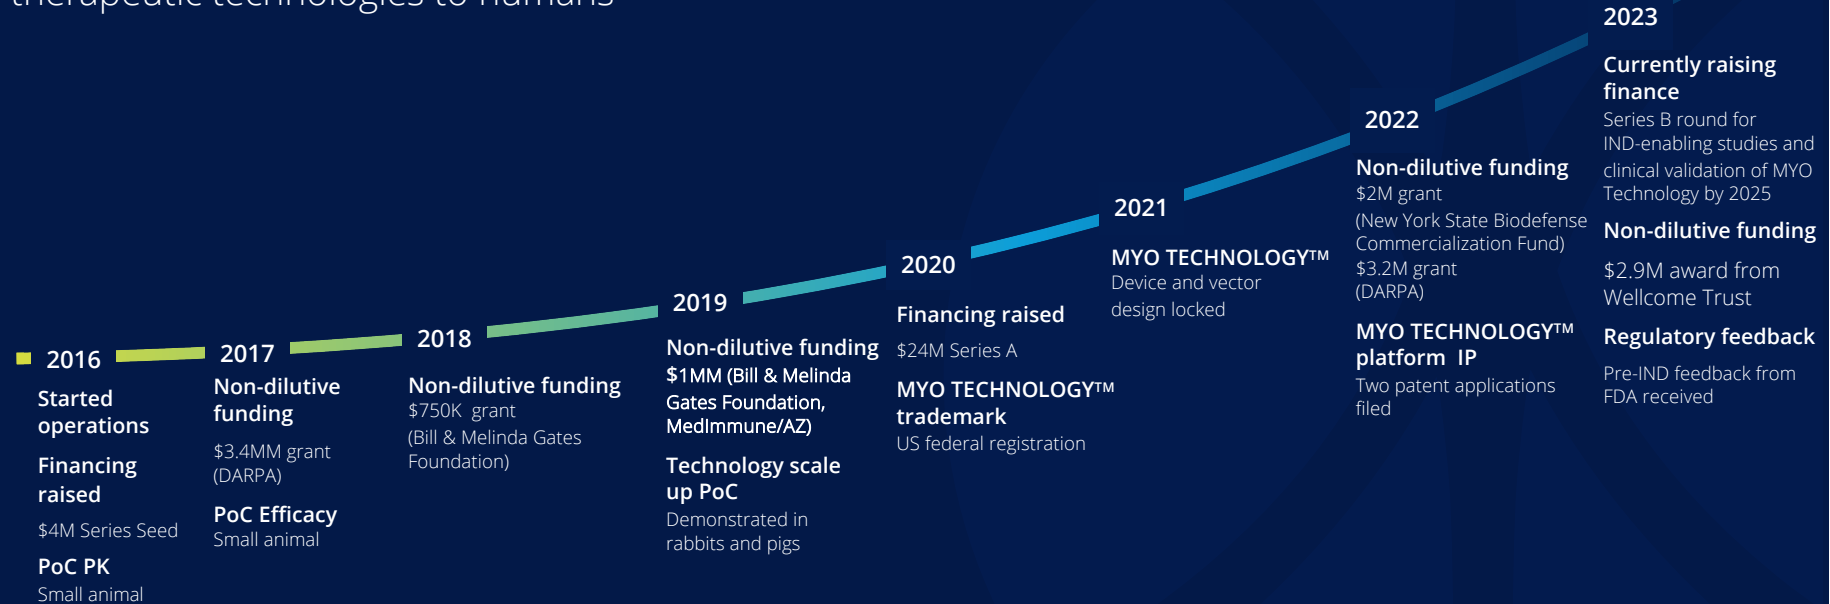 therapeutic technologies to humans
2016
Started
operations
Financing
raised
$4M Series Seed
PoC PK
Small animal
2017
Non-dilutive
funding
$3.4MM grant
(DARPA)
PoC Efficacy
Small animal
2018
Non-dilutive funding
$750K grant
(Bill & Melinda Gates
Foundation)
2019
Non-dilutive funding
$1MM (Bill & Melinda
Gates Foundation,
MedImmune/AZ)
Technology scale
up PoC
Demonstrated in
rabbits and pigs
2020
Financing raised
$24M Series A
MYO TECHNOLOGY™
trademark
US federal registration
2021
MYO TECHNOLOGY™
Device and vector
design locked
2022
Non-dilutive funding
$2M grant
(New York State Biodefense
Commercialization Fund)
$3.2M grant
(DARPA)
MYO TECHNOLOGY™
platform IP
Two patent applications
filed
2023
Currently raising
finance
Series B round for
IND-enabling studies and
clinical validation of MYO
Technology by 2025
Non-dilutive funding
$2.9M award from
Wellcome Trust
Regulatory feedback
Pre-IND feedback from
FDA received